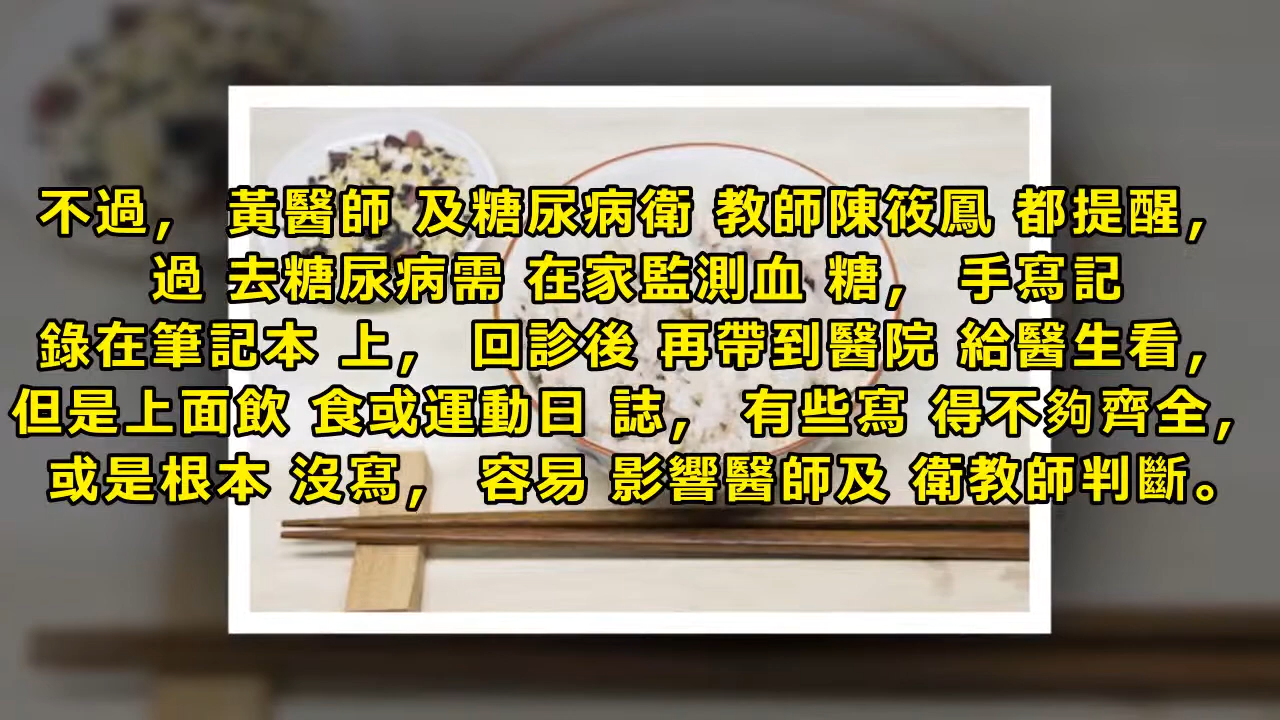 不過， 黃醫師 及糖尿病衛 教師陳筱鳳 都提醒，
過 去糖尿病需 在家監測血 糖， 手寫記
錄在筆記本 上， 回診後 再帶到醫院 給醫生看，
但是上面飲 食或運動日 誌， 有些寫 得不夠齊全，
或是根本 沒寫， 容易 影響醫師及 衛教師判斷。